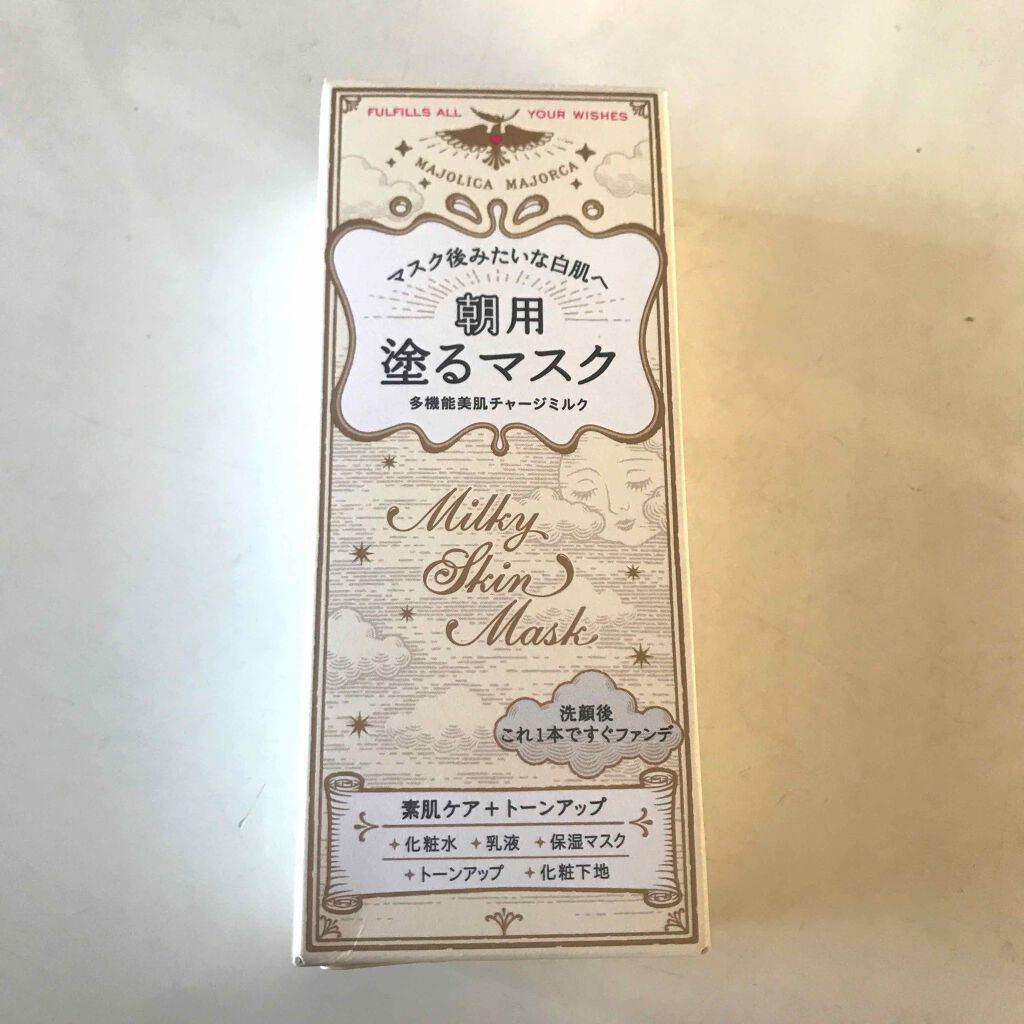 FULFILLS ALL YOUR WISHES
MAJOLICA MAJORCA
マスク後みたいな白肌へ
朝用
塗るマスク
多機能美肌チャージミルク
Milky
Skin
Mask
洗顔後
これ1本ですぐファンデ
素肌ケア+トーンアップ
化粧水 乳液 保湿マスク
トーンアップ 化粧下地